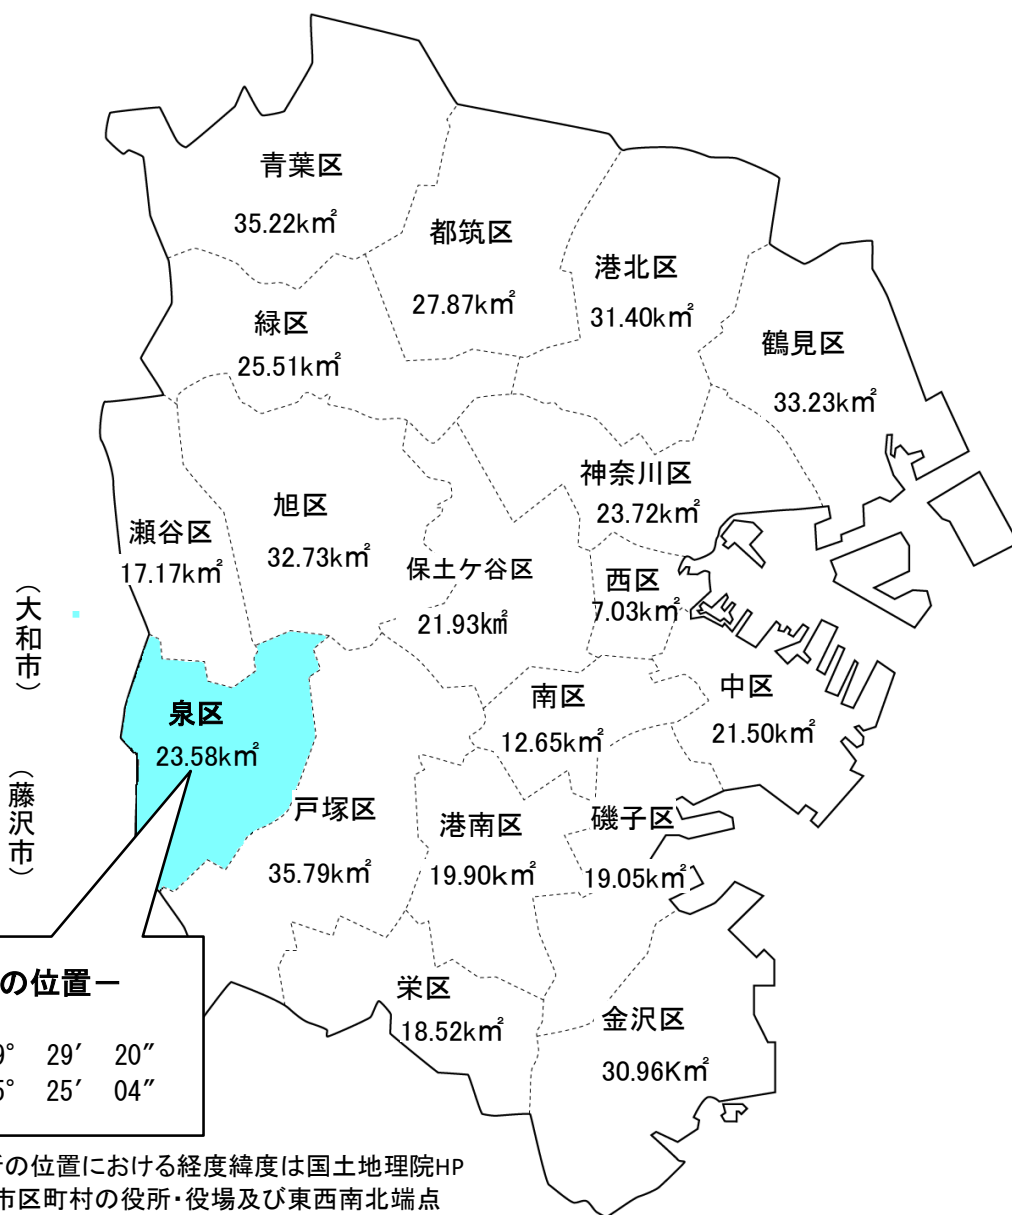 青葉区
35.22k㎡
都筑区
27.87k㎡
港北区
31.40k㎡
緑区
25.51k㎡
鶴見区
33.23k㎡
神奈川区
23.72k㎡
旭区
32.73k㎡
瀬谷区
17.17k㎡
保土ケ谷区
21.93k㎡
西区
7.03k㎡
(大和市)
泉区
23.58k㎡
南区
12.65k㎡
中区
21.50k㎡
(藤沢市)
戸塚区
35.79k㎡
港南区
19.90k㎡
磯子区
19.05k㎡
栄区
18.52k㎡
金沢区
30.96K㎡
の位置－
9° 29′ 20″
5° 25′ 04″
の位置における経度緯度は国土地理院HP
市区町村の役所・役場及び東西南北端点